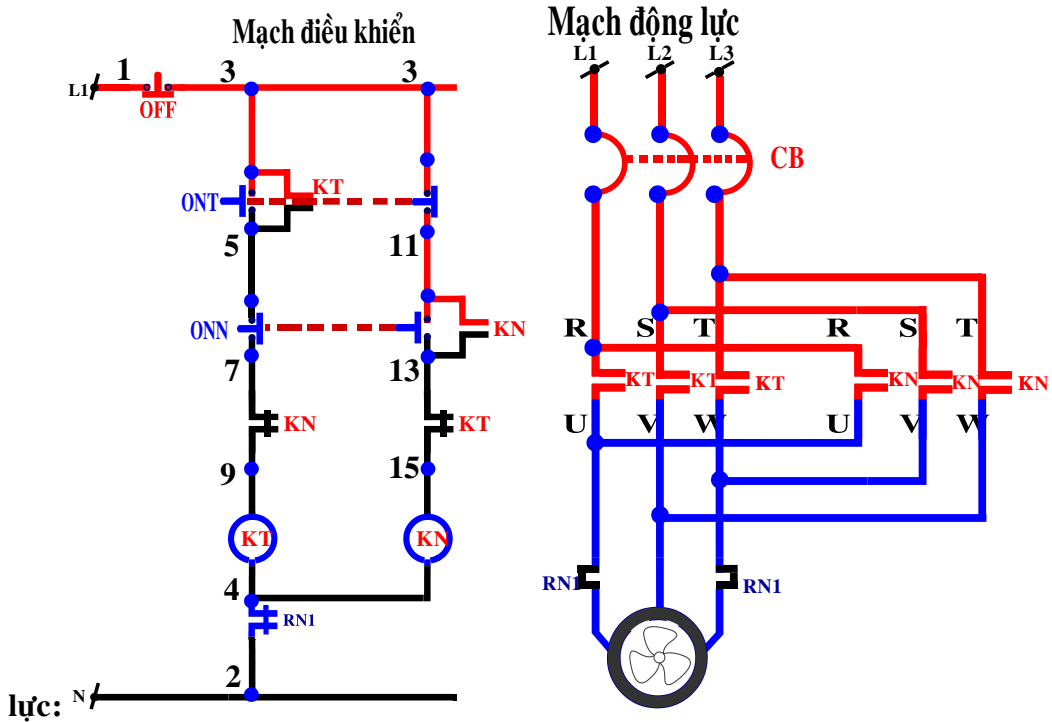 Mạch điều khiển
Mạch động lực
L1 1 3 3
OFF
L1 L2 L3
CB
ONT KT
5 11
ONN KN
7 13
KN KT
9 15
KT KN
4
RN1
2
lực: N
R S T R S T
KT KT KT KN KN KN
U V W U V W
RN1 RN1